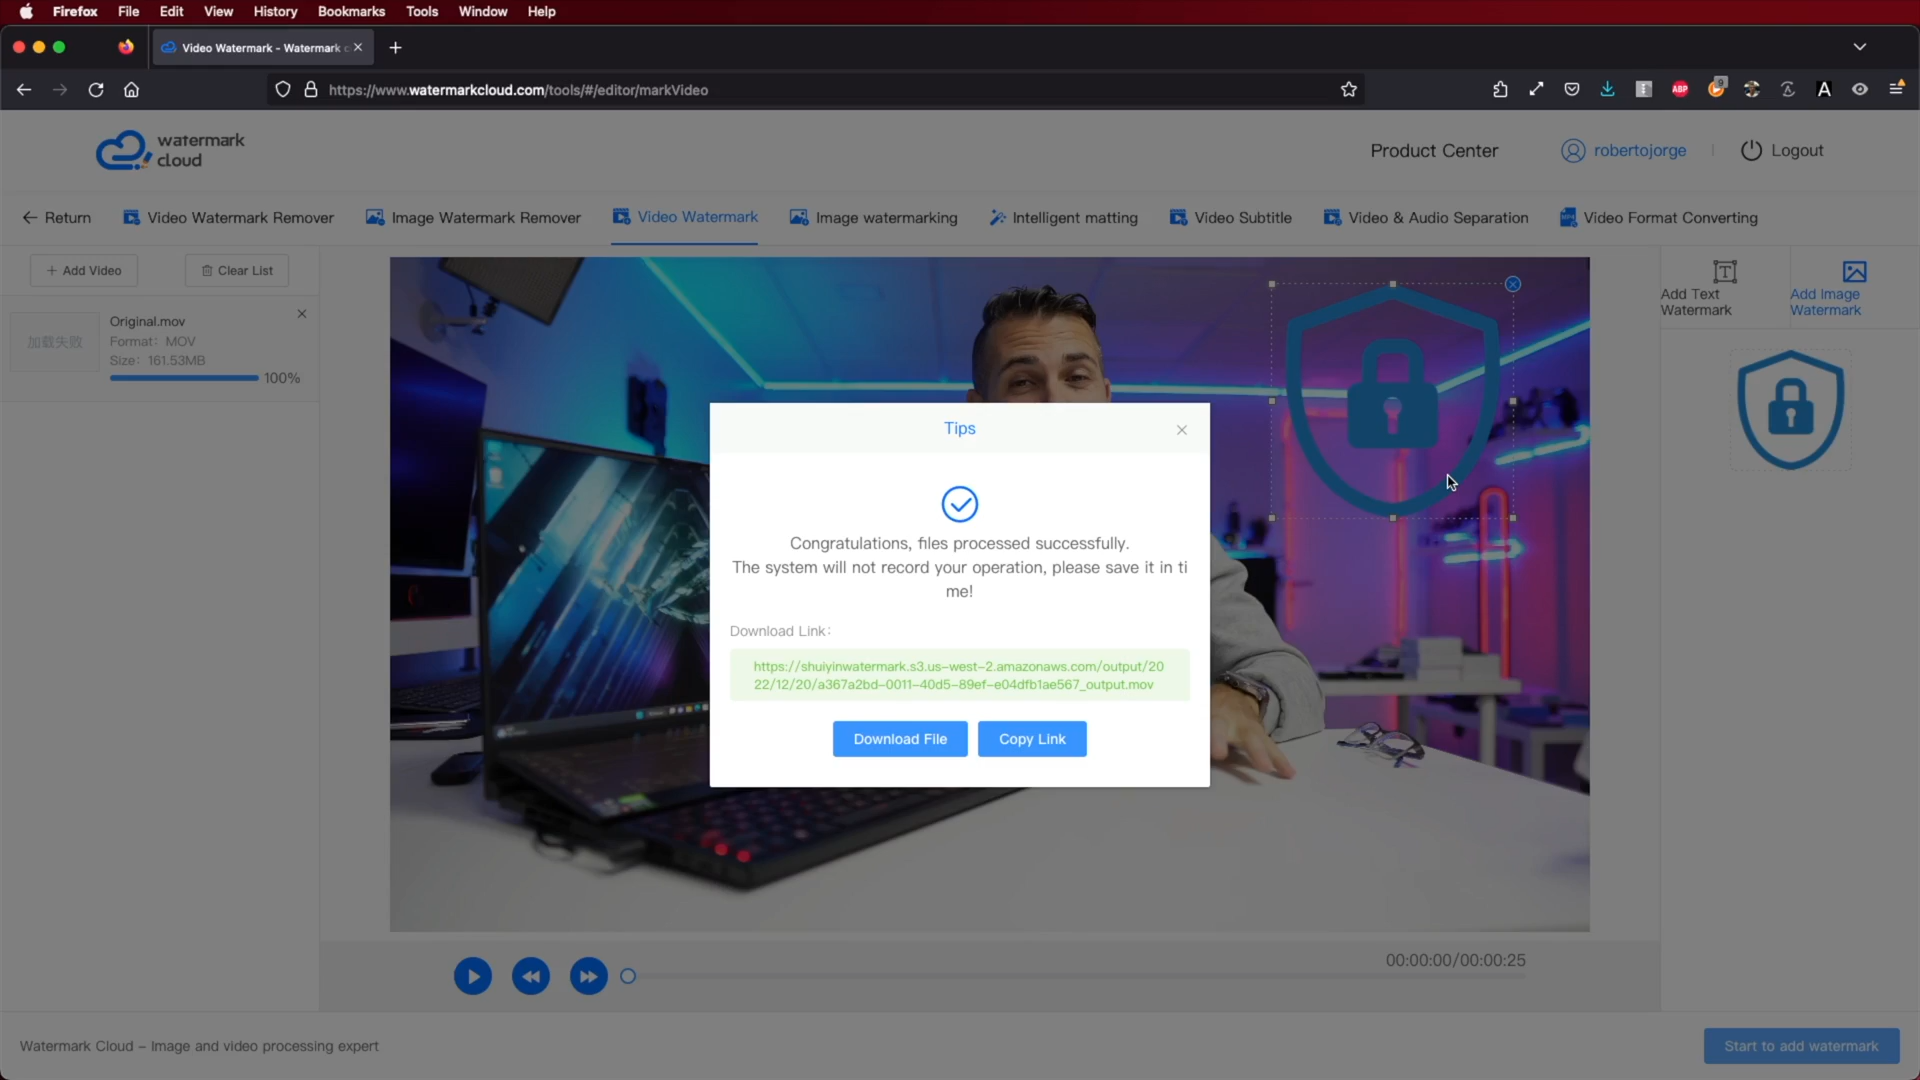 Firefox File Edit View History Bookmarks Tools Window Help
Video Watermark - Watermark c
https://www.watermarkcloud.com/tools/#/editor/markVideo
ABP
9
A
watermark
cloud
Product Center
robertojorge
Logout
Return
Video Watermark Remover
Image Watermark Remover
Video Watermark
Image watermarking
Intelligent matting
Video Subtitle
Video & Audio Separation
Video Format Converting
+ Add Video
Clear List
加载失败
Original.mov
Format: MOV
Size: 161.53MB
100%
T
Add Text
Watermark
Add Image
Watermark
Tips
Congratulations, files processed successfully.
The system will not record your operation, please save it in ti
me!
Download Link:
https://shuiyinwatermark.s3.us-west-2.amazonaws.com/output/20
22/12/20/a367a2bd-0011-40d5-89ef-e04dfb1ae567_output.mov
Download File
Copy Link
00:00:00/00:00:25
Watermark Cloud – Image and video processing expert
Start to add watermark